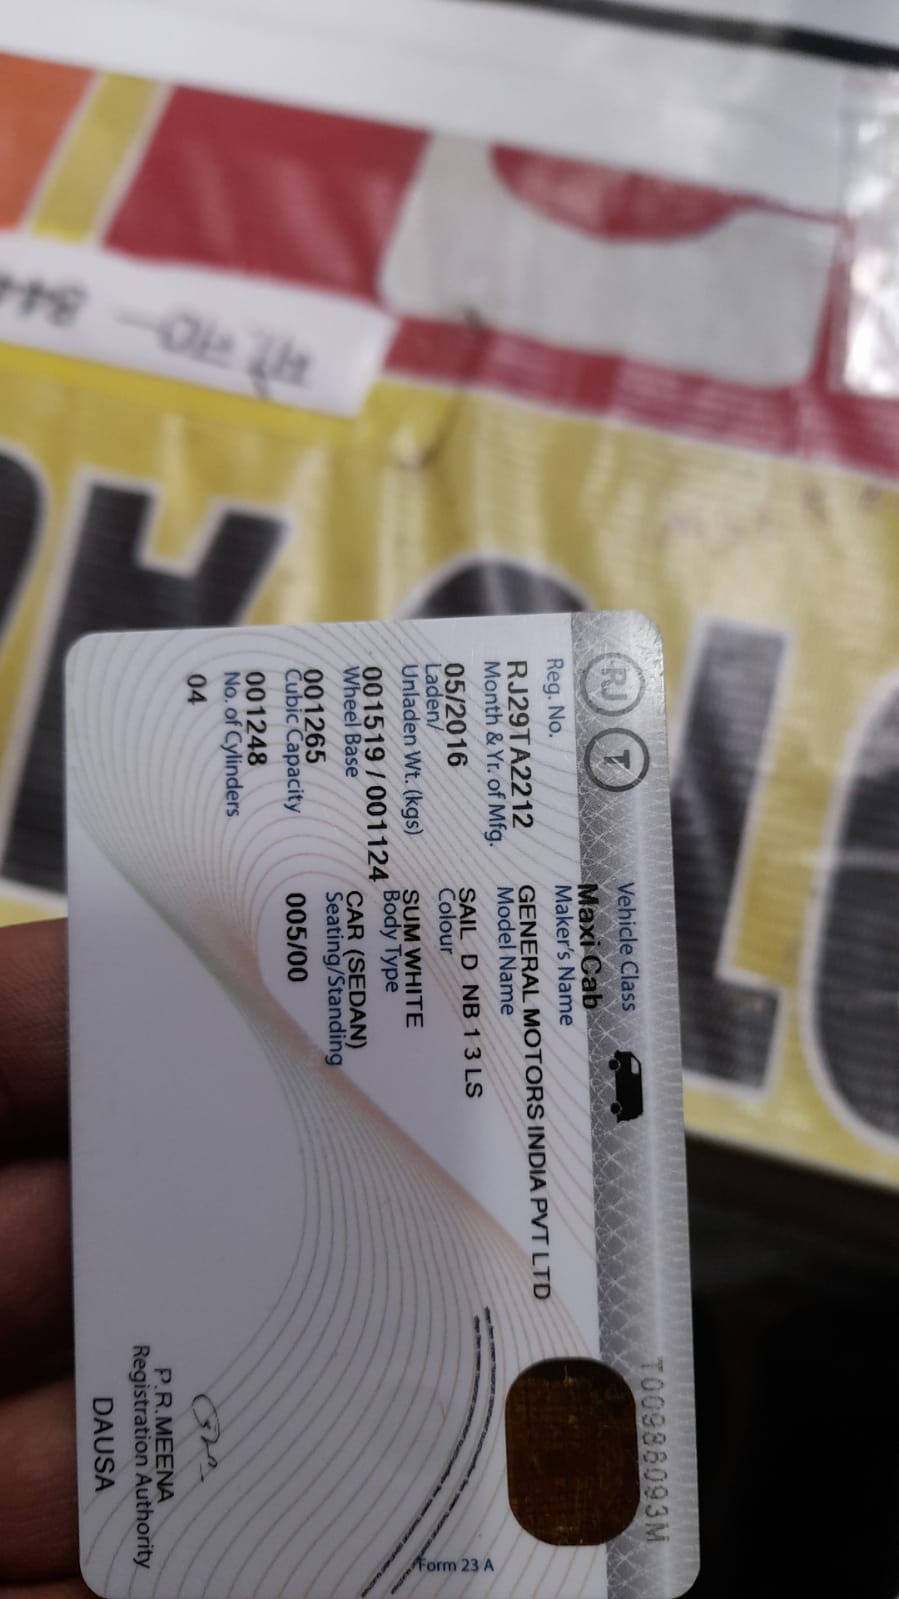 RJ T
Vehicle Class
Maxi Cab
T00988093M
Reg. No.
RJ29TA2212
Month & Yr. of Mfg.
05/2016
Laden/
Unladen Wt. (kgs)
001519 / 001124
Wheel Base
001265
Cubic Capacity
001248
No. of Cylinders
04
Maker's Name
GENERAL MOTORS INDIA PVT LTD
Model Name
SAIL D NB 1 3 LS
Colour
SUM WHITE
Body Type
CAR (SEDAN)
Seating/Standing
005/00
P.R.MEENA
Registration Authority
DAUSA
Form 23 A